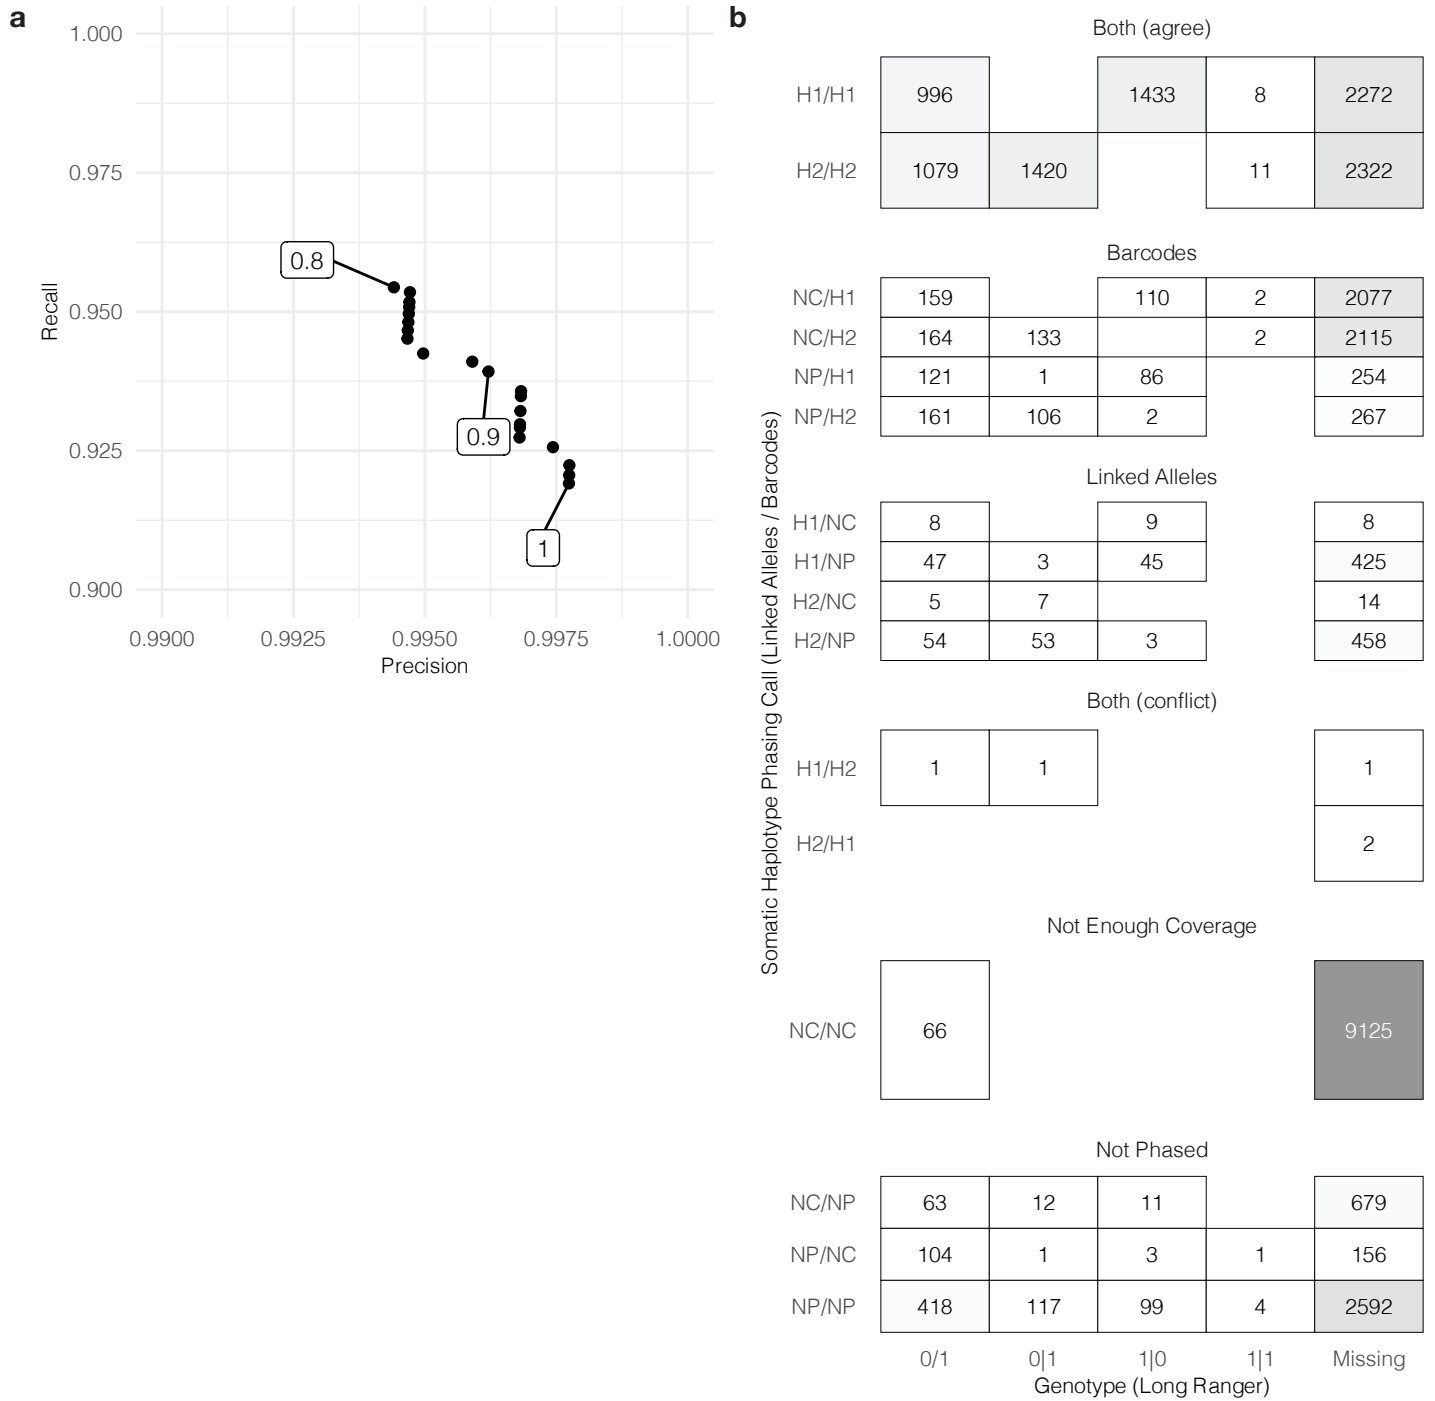 a
1.000
0.975
0.950
0.925
0.900
Recall
0.8
0.9
1
0.9900 0.9925 0.9950 0.9975 1.0000
Precision
b
Somatic Haplotype Phasing Call (Linked Alleles / Barcodes)
Both (agree)
H1/H1 996 1433 8 2272
H2/H2 1079 1420 11 2322
Barcodes
NC/H1 159 110 2 2077
NC/H2 164 133 2 2115
NP/H1 121 1 86 254
NP/H2 161 106 2 267
Linked Alleles
H1/NC 8 9 8
H1/NP 47 3 45 425
H2/NC 5 7 14
H2/NP 54 53 3 458
Both (conflict)
H1/H2 1 1 1
H2/H1 2
Not Enough Coverage
NC/NC 66 9125
Not Phased
NC/NP 63 12 11 679
NP/NC 104 1 3 1 156
NP/NP 418 117 99 4 2592
0/1 0|1 1|0 1|1 Missing
Genotype (Long Ranger)